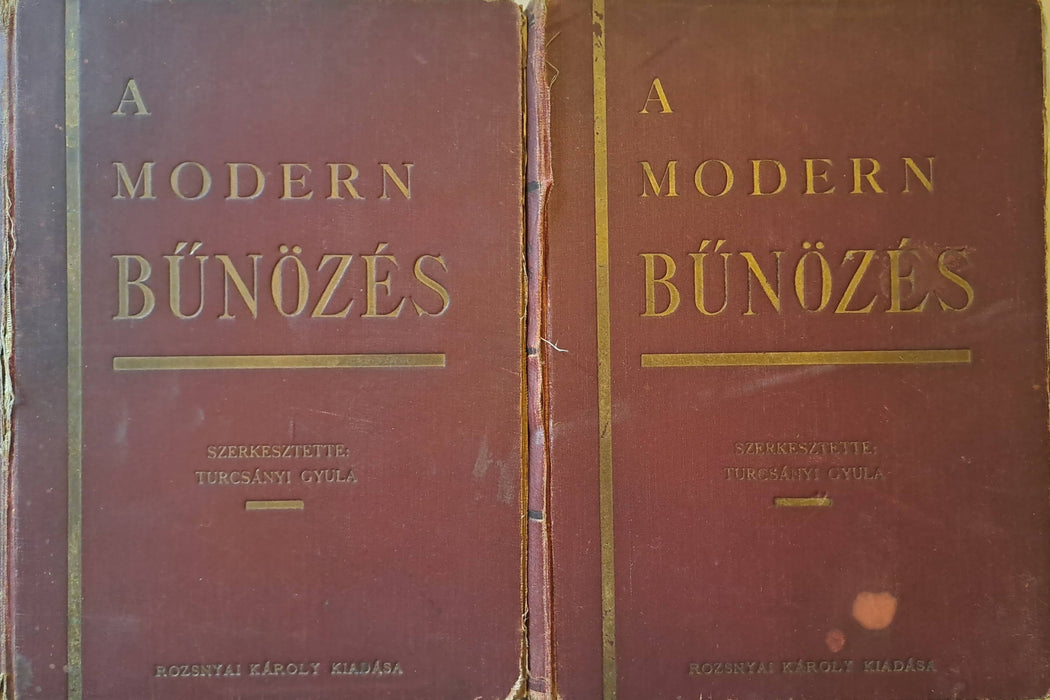 A
MODERN
BŰNÖZÉS
SZERKESZTETTE:
TURCSÁNYI GYULA
ROZSNYAI KÁROLY KIADÁSA
A
MODERN
BŰNÖZÉS
SZERKESZTETTE:
TURCSÁNYI GYULA
ROZSNYAI KÁROLY KIADÁSA